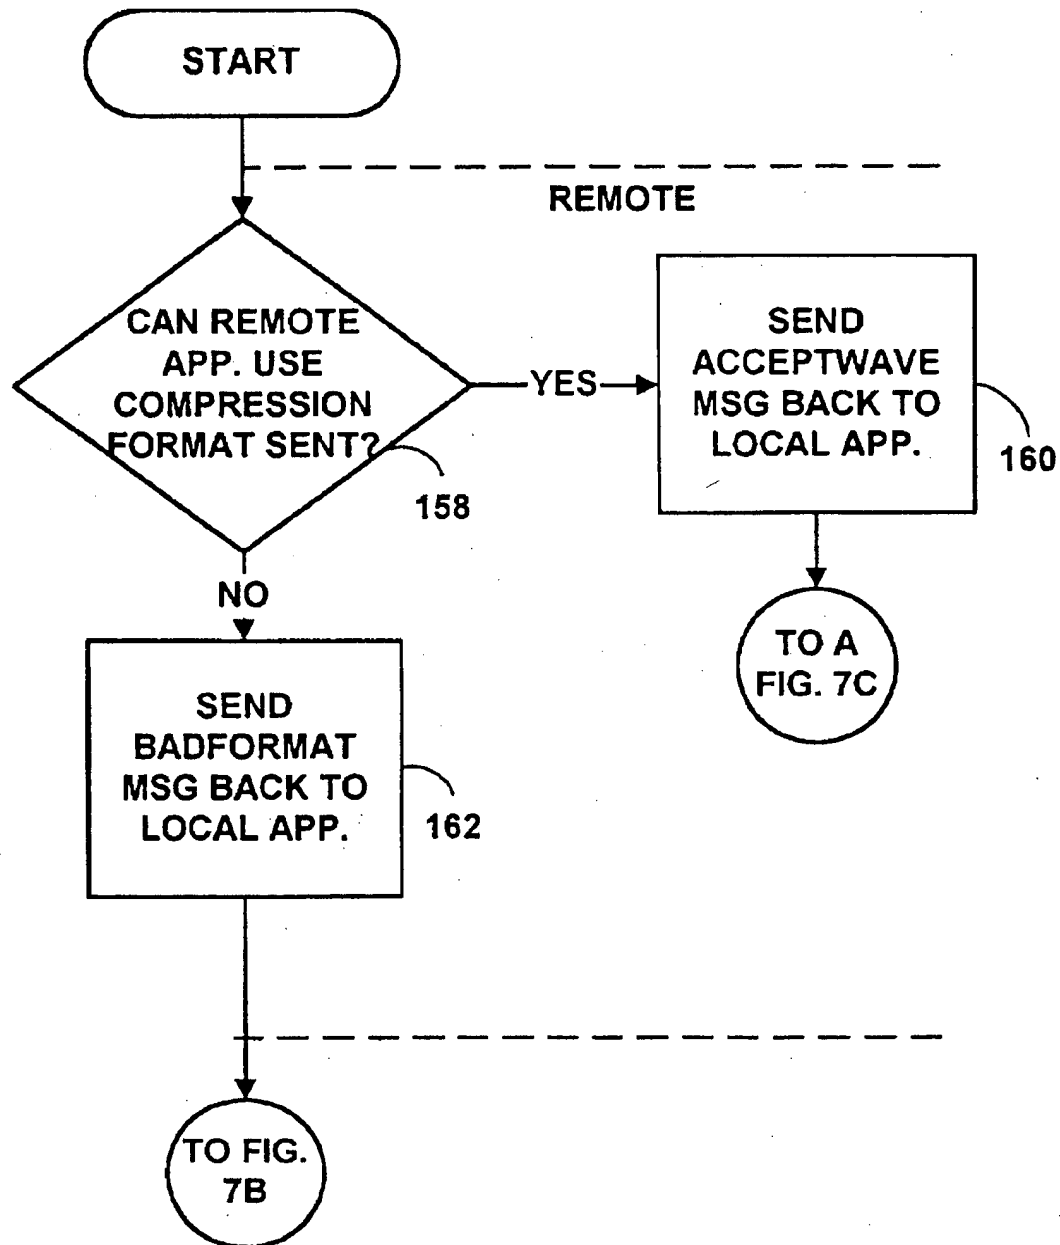 START
REMOTE
CAN REMOTE
APP. USE
COMPRESSION
FORMAT SENT?
158
YES
SEND
ACCEPTWAVE
MSG BACK TO
LOCAL APP.
160
TO A
FIG. 7C
NO
SEND
BADFORMAT
MSG BACK TO
LOCAL APP.
162
TO FIG.
7B